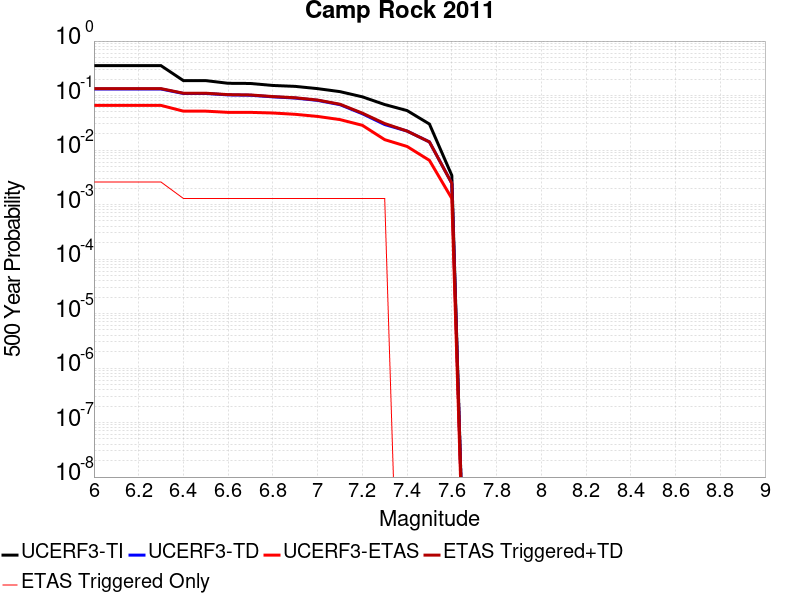 Camp Rock 2011
10^0
10^-1
10^-2
10^-3
10^-4
10^-5
10^-6
10^-7
10^-8
500 Year Probability
6 6.2 6.4 6.6 6.8 7 7.2 7.4 7.6 7.8 8 8.2 8.4 8.6 8.8 9
Magnitude
UCERF3-TI UCERF3-TD UCERF3-ETAS ETAS Triggered+TD
ETAS Triggered Only